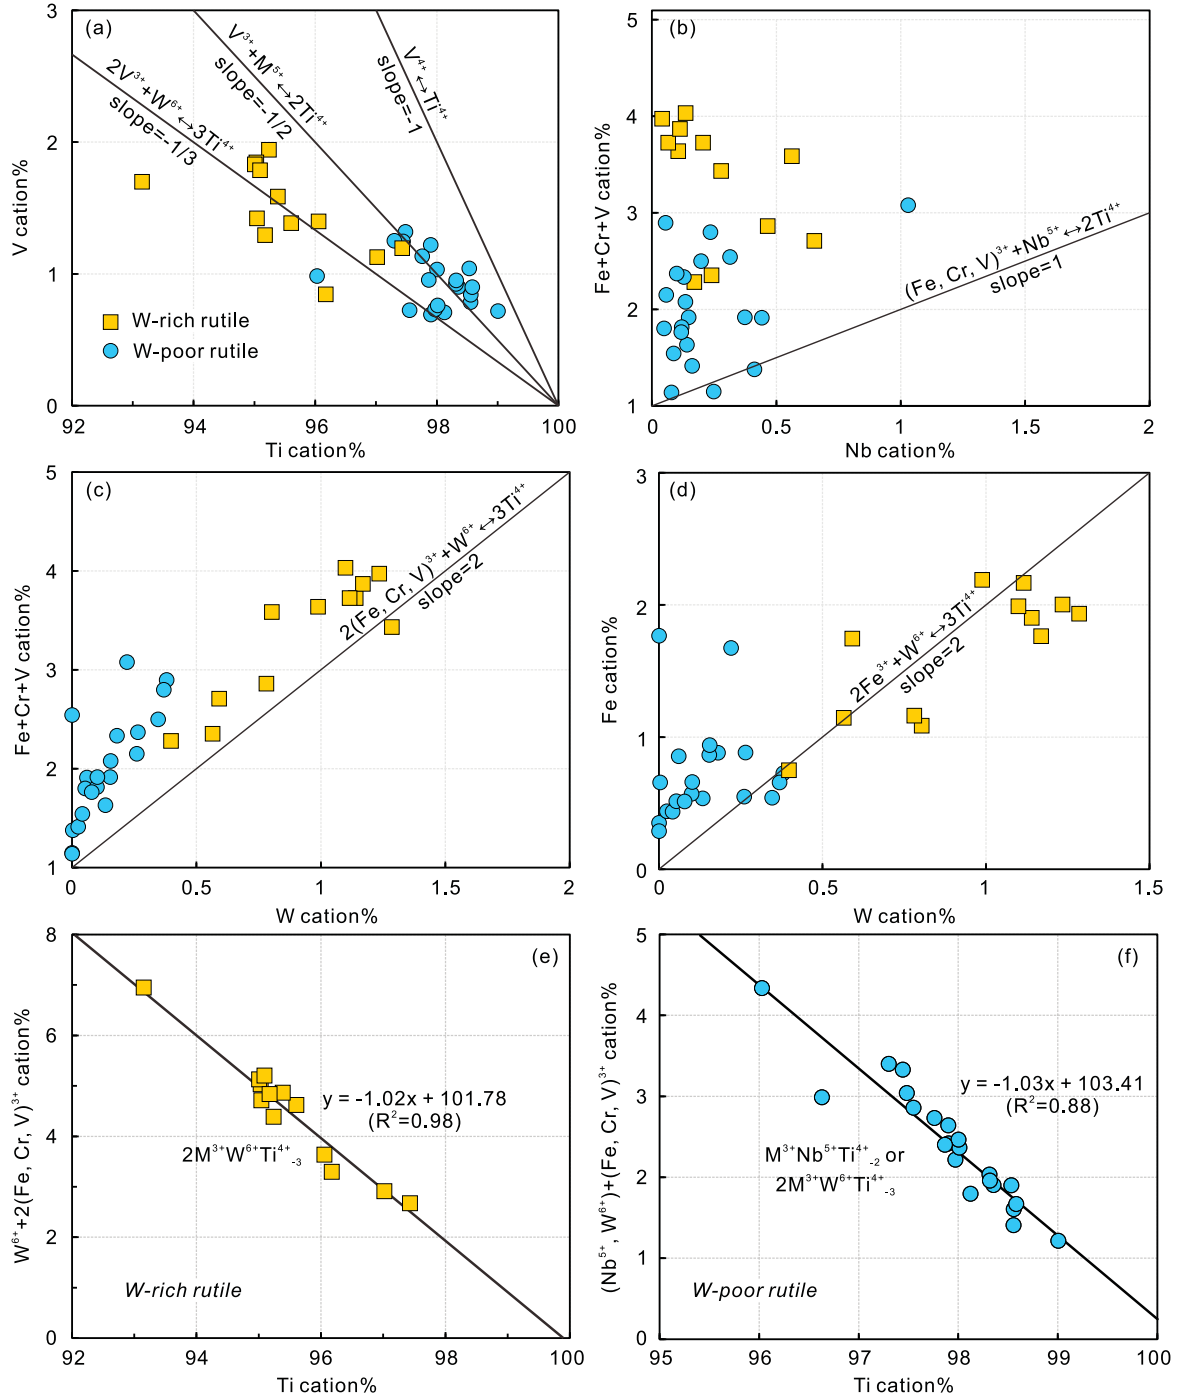 (a)
3
2
1
0
V cation%
2V³⁺+W⁶⁺↔3Ti⁴⁺
slope=-1/3
V³⁺+M⁵⁺↔2Ti⁴⁺
slope=-1/2
V⁴⁺↔Ti⁴⁺
slope=-1
W-rich rutile
W-poor rutile
92 94 96 98 100
Ti cation%
(b)
5
4
3
2
1
Fe+Cr+V cation%
(Fe, Cr, V)³⁺+Nb⁵⁺↔2Ti⁴⁺
slope=1
0 0.5 1 1.5 2
Nb cation%
(c)
5
4
3
2
1
Fe+Cr+V cation%
2(Fe, Cr, V)³⁺+W⁶⁺↔3Ti⁴⁺
slope=2
0 0.5 1 1.5 2
W cation%
(d)
3
2
1
0
Fe cation%
2Fe³⁺+W⁶⁺↔3Ti⁴⁺
slope=2
0 0.5 1 1.5
W cation%
(e)
8
6
4
2
0
W⁶⁺+2(Fe, Cr, V)³⁺ cation%
y = -1.02x + 101.78
(R²=0.98)
2M³⁺W⁶⁺Ti⁴⁺₋₃
W-rich rutile
92 94 96 98 100
Ti cation%
(f)
5
4
3
2
1
0
(Nb⁵⁺, W⁶⁺)+(Fe, Cr, V)³⁺ cation%
y = -1.03x + 103.41
(R²=0.88)
M³⁺Nb⁵⁺Ti⁴⁺₋₂ or
2M³⁺W⁶⁺Ti⁴⁺₋₃
W-poor rutile
95 96 97 98 99 100
Ti cation%